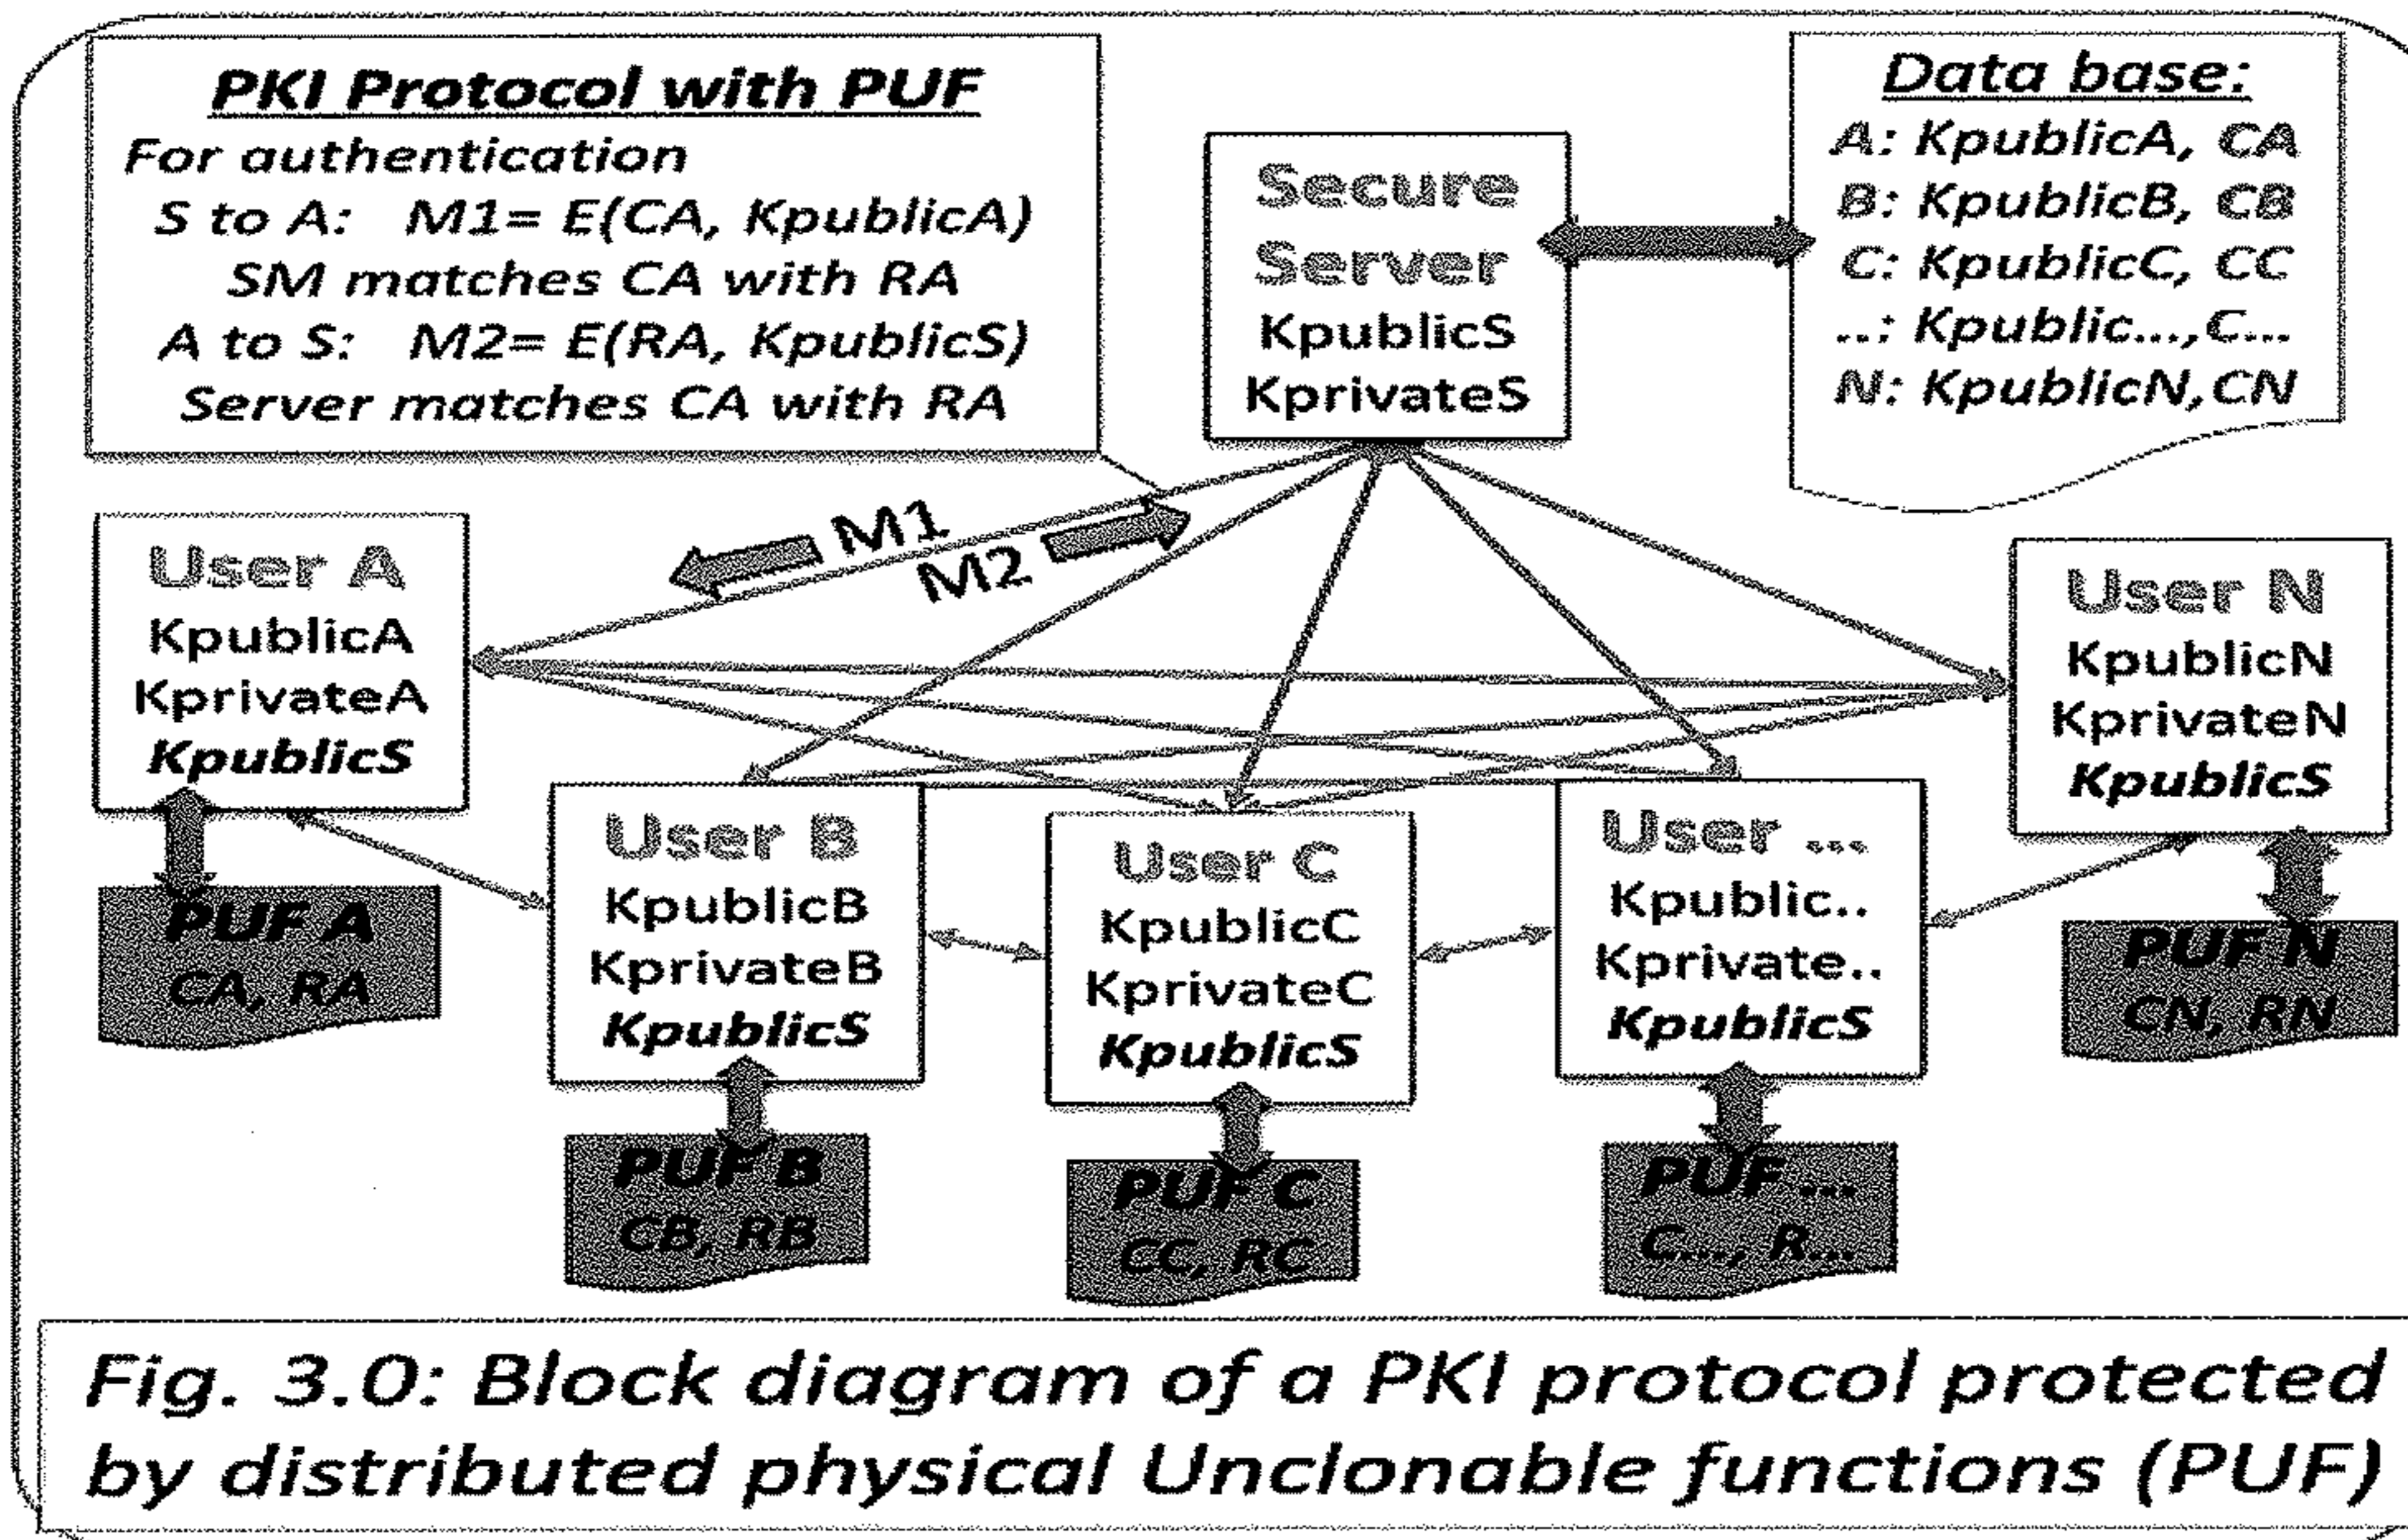 PKI Protocol with PUF
For authentication
S to A: M1= E(CA, KpublicA)
SM matches CA with RA
A to S: M2= E(RA, KpublicS)
Server matches CA with RA
Secure
Server
KpublicS
KprivateS
Data base:
A: KpublicA, CA
B: KpublicB, CB
C: KpublicC, CC
..: Kpublic...,C...
N: KpublicN,CN
M1
M2
User A
KpublicA
KprivateA
KpublicS
PUF A
CA, RA
User B
KpublicB
KprivateB
KpublicS
PUF B
CB, RB
User C
KpublicC
KprivateC
KpublicS
PUF C
CC, RC
User ...
Kpublic..
Kprivate..
KpublicS
PUF ...
C..., R...
User N
KpublicN
KprivateN
KpublicS
PUF N
CN, RN
Fig. 3.0: Block diagram of a PKI protocol protected
by distributed physical Unclonable functions (PUF)